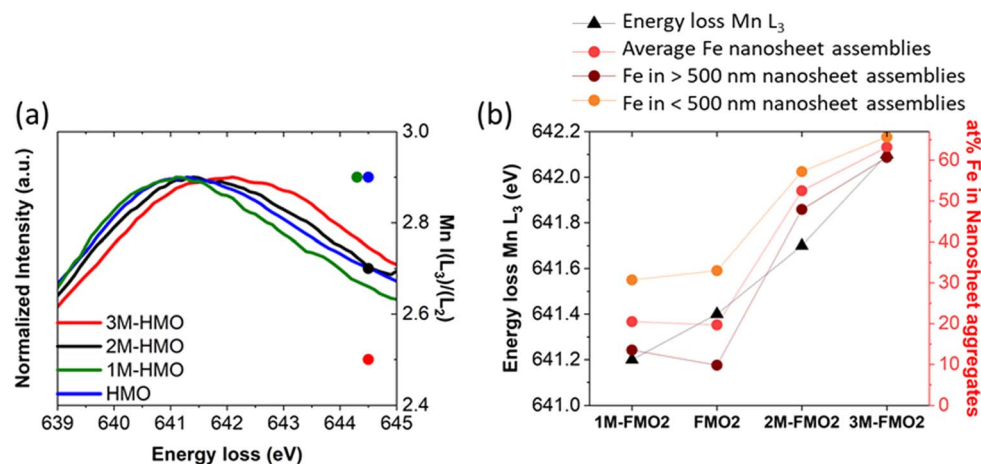 Energy loss Mn L₃
Average Fe nanosheet assemblies
Fe in > 500 nm nanosheet assemblies
Fe in < 500 nm nanosheet assemblies
(a)
Normalized Intensity (a.u.)
3M-HMO
2M-HMO
1M-HMO
HMO
639 640 641 642 643 644 645
Energy loss (eV)
3.0
2.8
2.6
2.4
Mn I(L₃)/(L₂)
(b)
Energy loss Mn L₃ (eV)
642.2
642.0
641.8
641.6
641.4
641.2
641.0
1M-FMO2 FMO2 2M-FMO2 3M-FMO2
60
50
40
30
20
10
0
at% Fe in Nanosheet aggregates